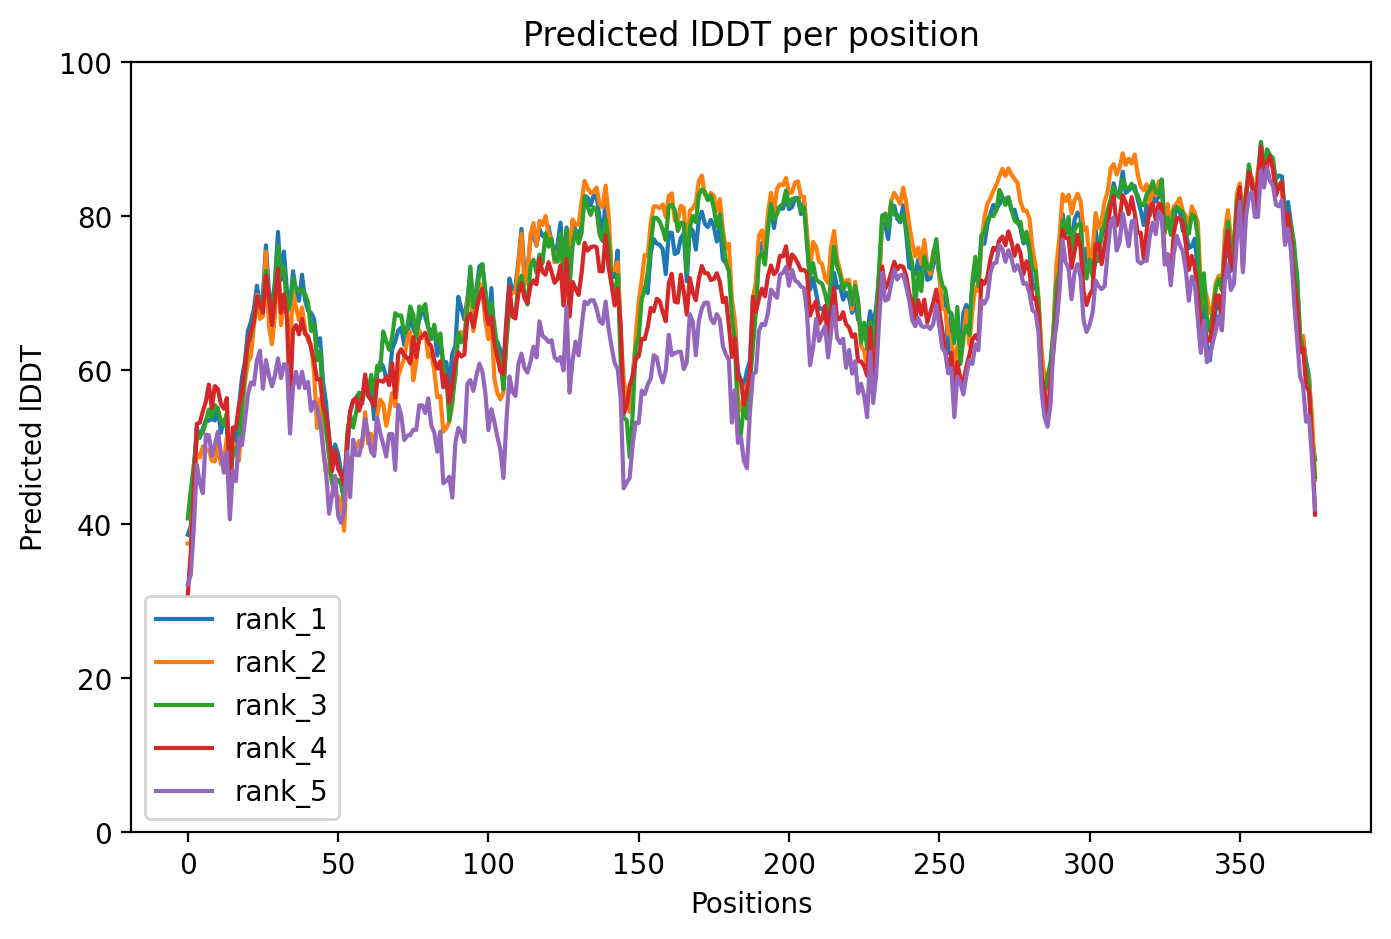 Predicted lDDT per position
100
80
60
40
20
0
Predicted lDDT
rank_1
rank_2
rank_3
rank_4
rank_5
0 50 100 150 200 250 300 350
Positions